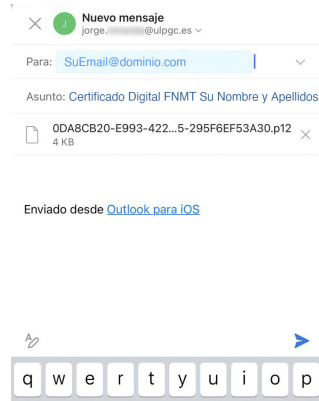 Nuevo mensaje
J
jorge. @ulpgc.es
Para: SuEmail@dominio.com
Asunto: Certificado Digital FNMT Su Nombre y Apellidos
0DA8CB20-E993-422...5-295F6EF53A30.p12
4 KB
Enviado desde Outlook para iOS
q w e r t y u i o p